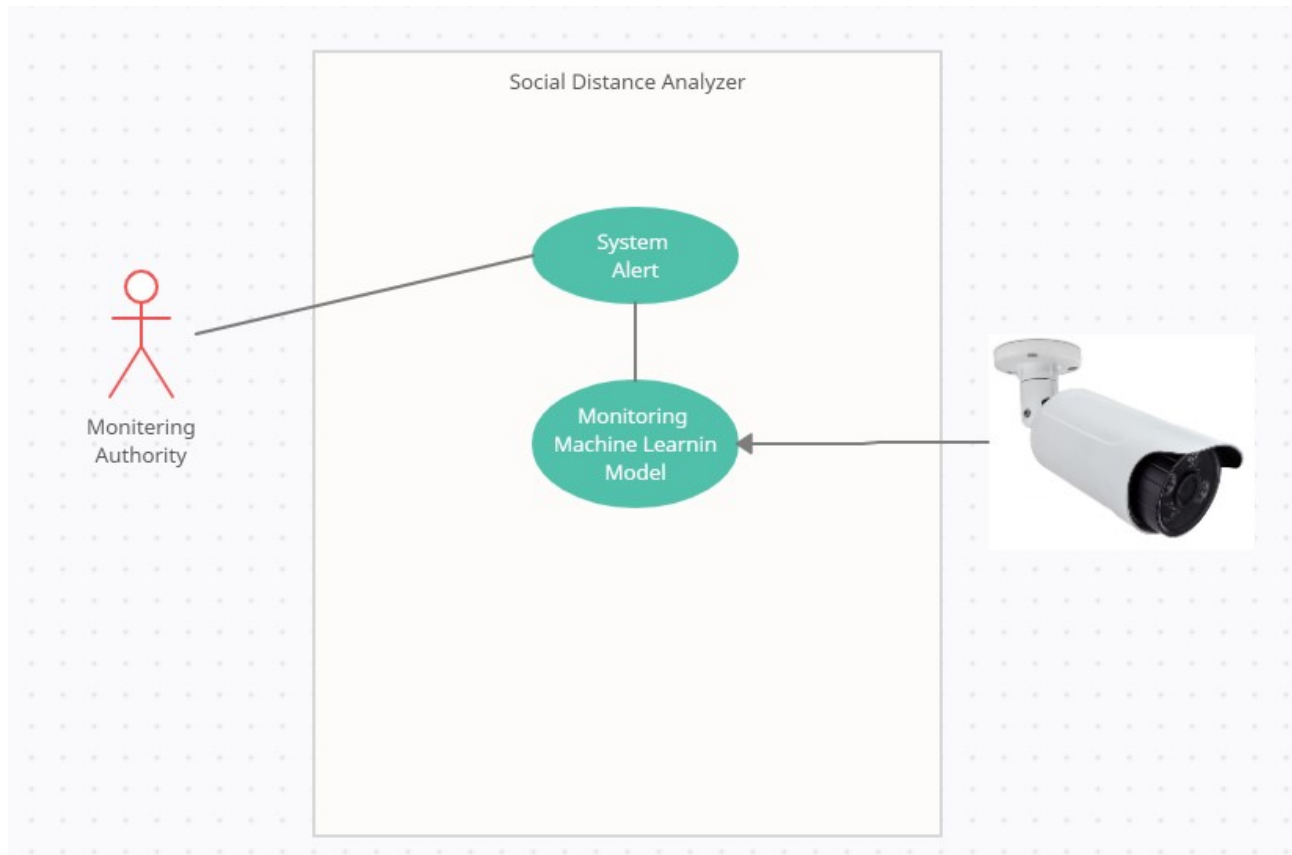 Social Distance Analyzer
System
Alert
Monitering
Authority
Monitoring
Machine Learnin
Model